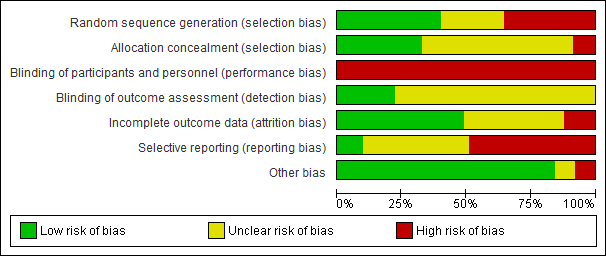 Random sequence generation (selection bias)
Allocation concealment (selection bias)
Blinding of participants and personnel (performance bias)
Blinding of outcome assessment (detection bias)
Incomplete outcome data (attrition bias)
Selective reporting (reporting bias)
Other bias
0% 25% 50% 75% 100%
Low risk of bias Unclear risk of bias High risk of bias